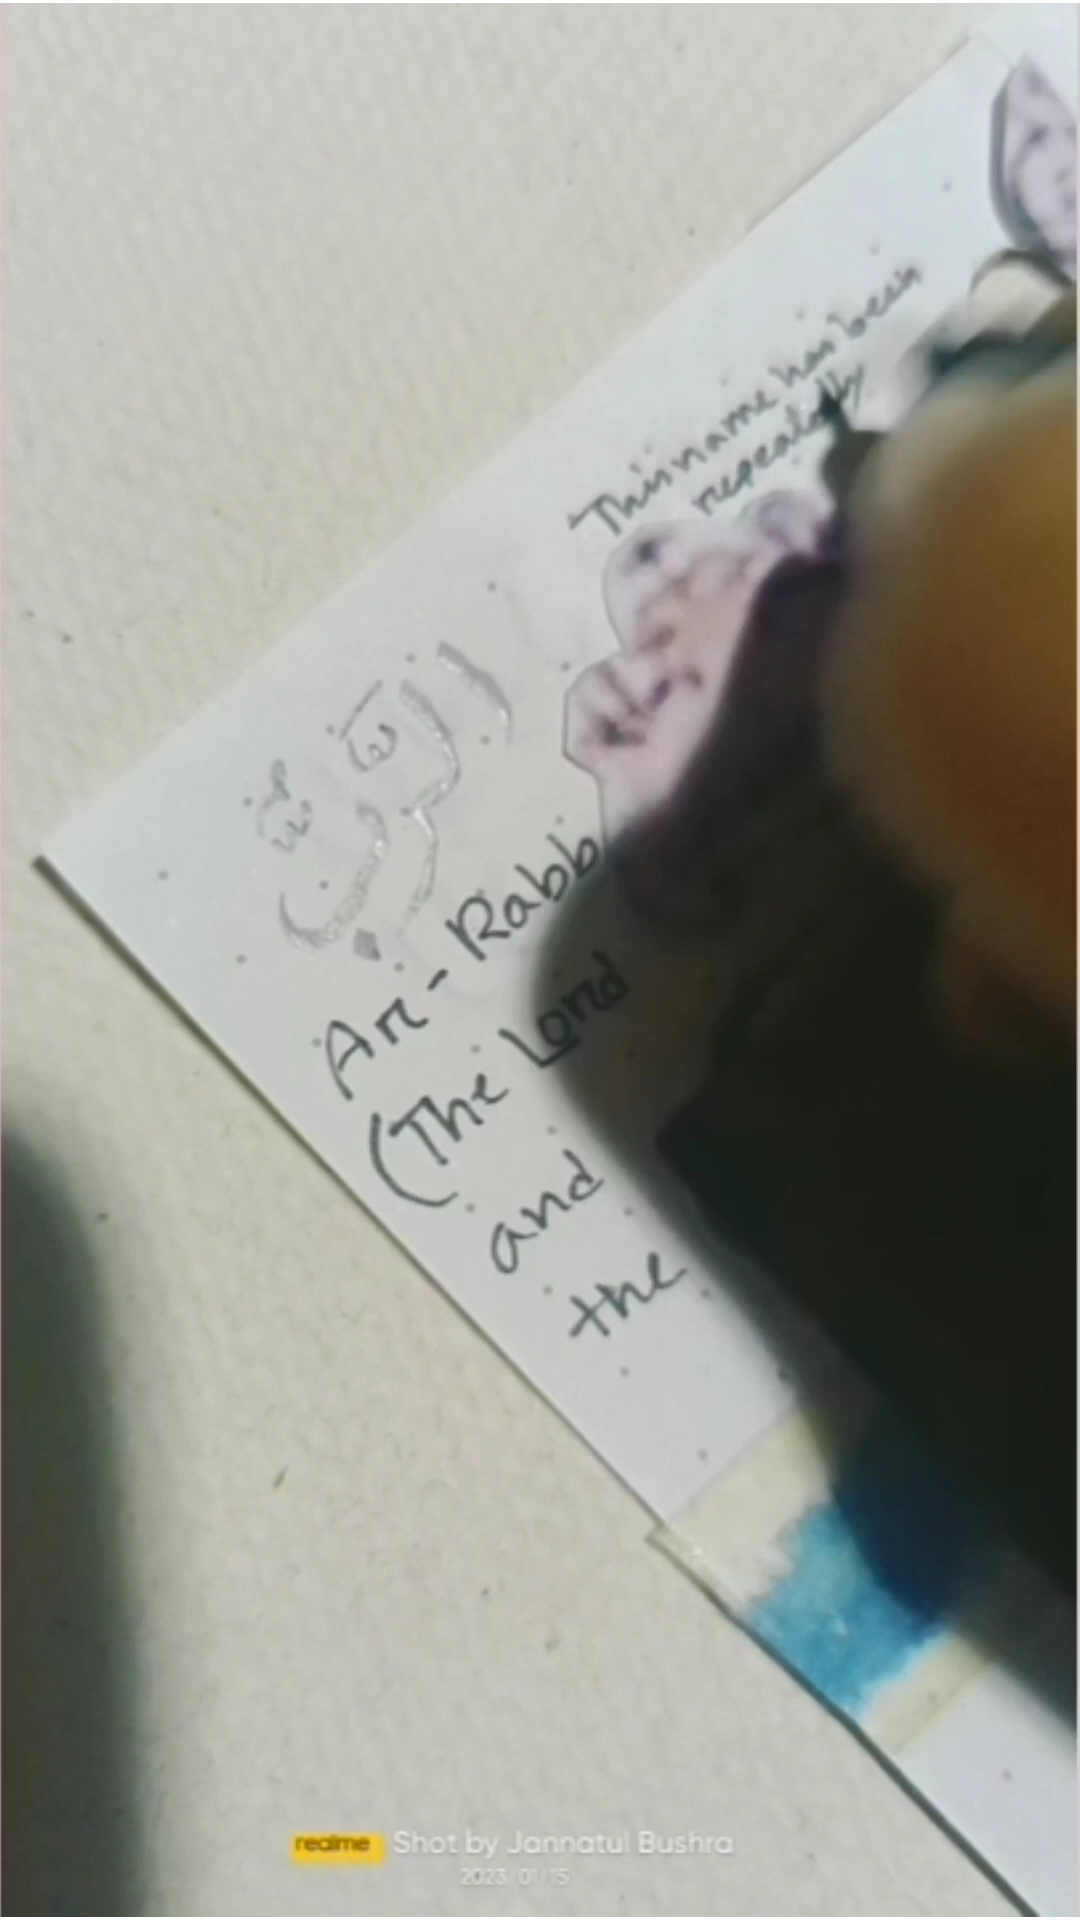 الرَّبُّ
Ar-Rabb
(The Lord
and
the
This name has been
repeatedly
realme Shot by Jannatul Bushra
2023/01/15